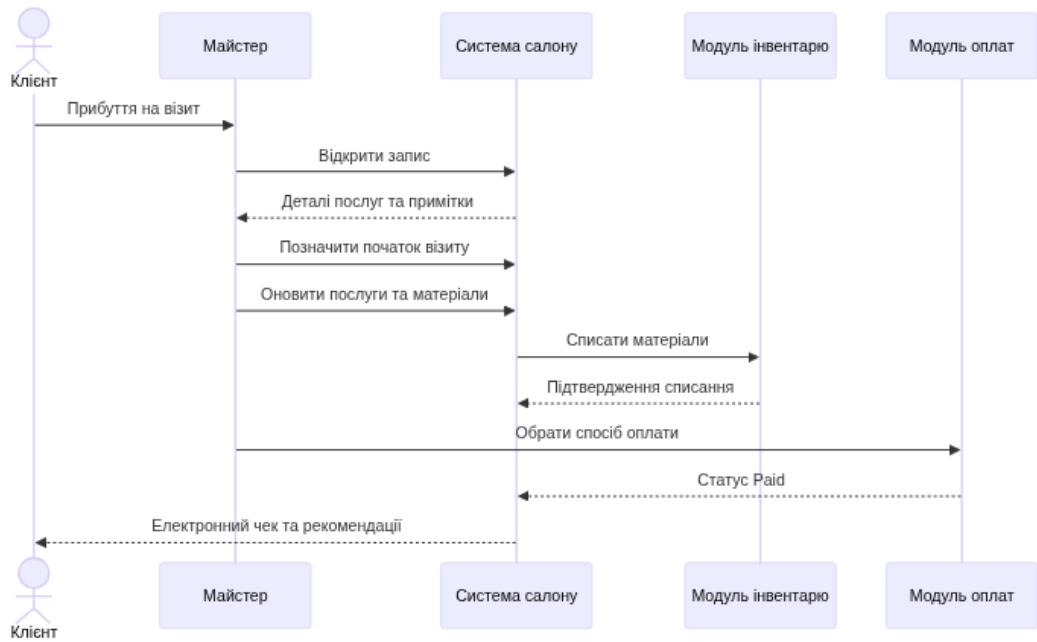 Клієнт
Майстер
Система салону
Модуль інвентарю
Модуль оплат
Прибуття на візит
Відкрити запис
Деталі послуг та примітки
Позначити початок візиту
Оновити послуги та матеріали
Списати матеріали
Підтвердження списання
Обрати спосіб оплати
Статус Paid
Електронний чек та рекомендації
Клієнт
Майстер
Система салону
Модуль інвентарю
Модуль оплат